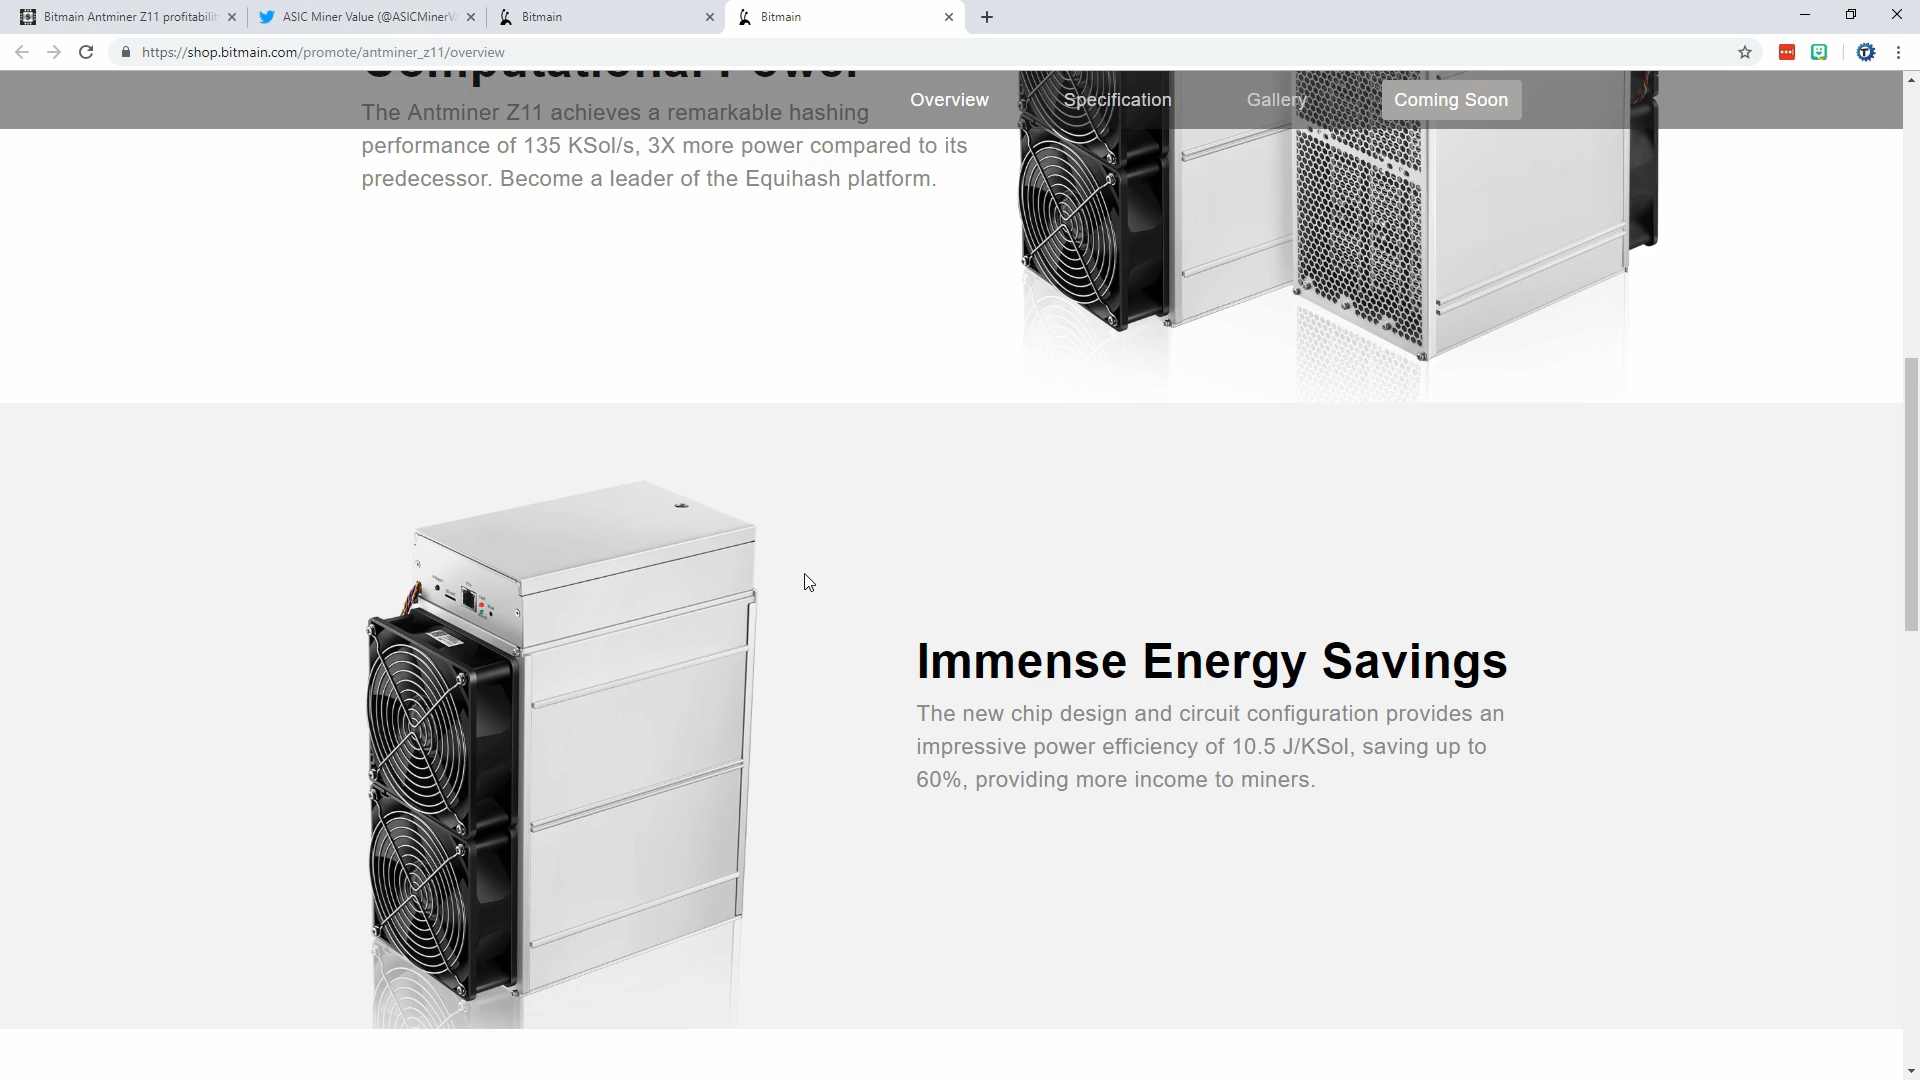 Bitmain Antminer Z11 profitabilit
ASIC Miner Value (@ASICMinerVa
Bitmain
Bitmain
https://shop.bitmain.com/promote/antminer_z11/overview
Computational Power
Overview
Specification
Gallery
Coming Soon
The Antminer Z11 achieves a remarkable hashing
performance of 135 KSol/s, 3X more power compared to its
predecessor. Become a leader of the Equihash platform.
Immense Energy Savings
The new chip design and circuit configuration provides an
impressive power efficiency of 10.5 J/KSol, saving up to
60%, providing more income to miners.